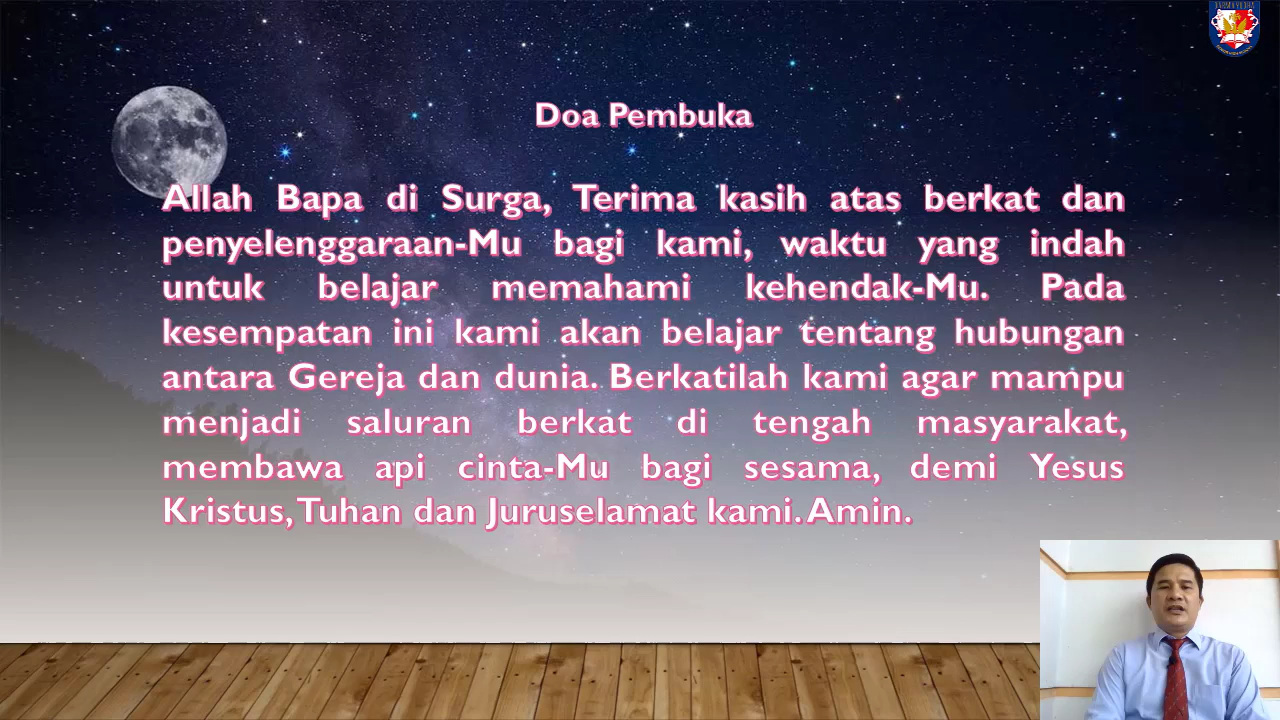 Doa Pembuka
Allah Bapa di Surga, Terima kasih atas berkat dan
penyelenggaraan-Mu bagi kami, waktu yang indah
untuk belajar memahami kehendak-Mu. Pada
kesempatan ini kami akan belajar tentang hubungan
antara Gereja dan dunia. Berkatilah kami agar mampu
menjadi saluran berkat di tengah masyarakat,
membawa api cinta-Mu bagi sesama, demi Yesus
Kristus, Tuhan dan Juruselamat kami. Amin.